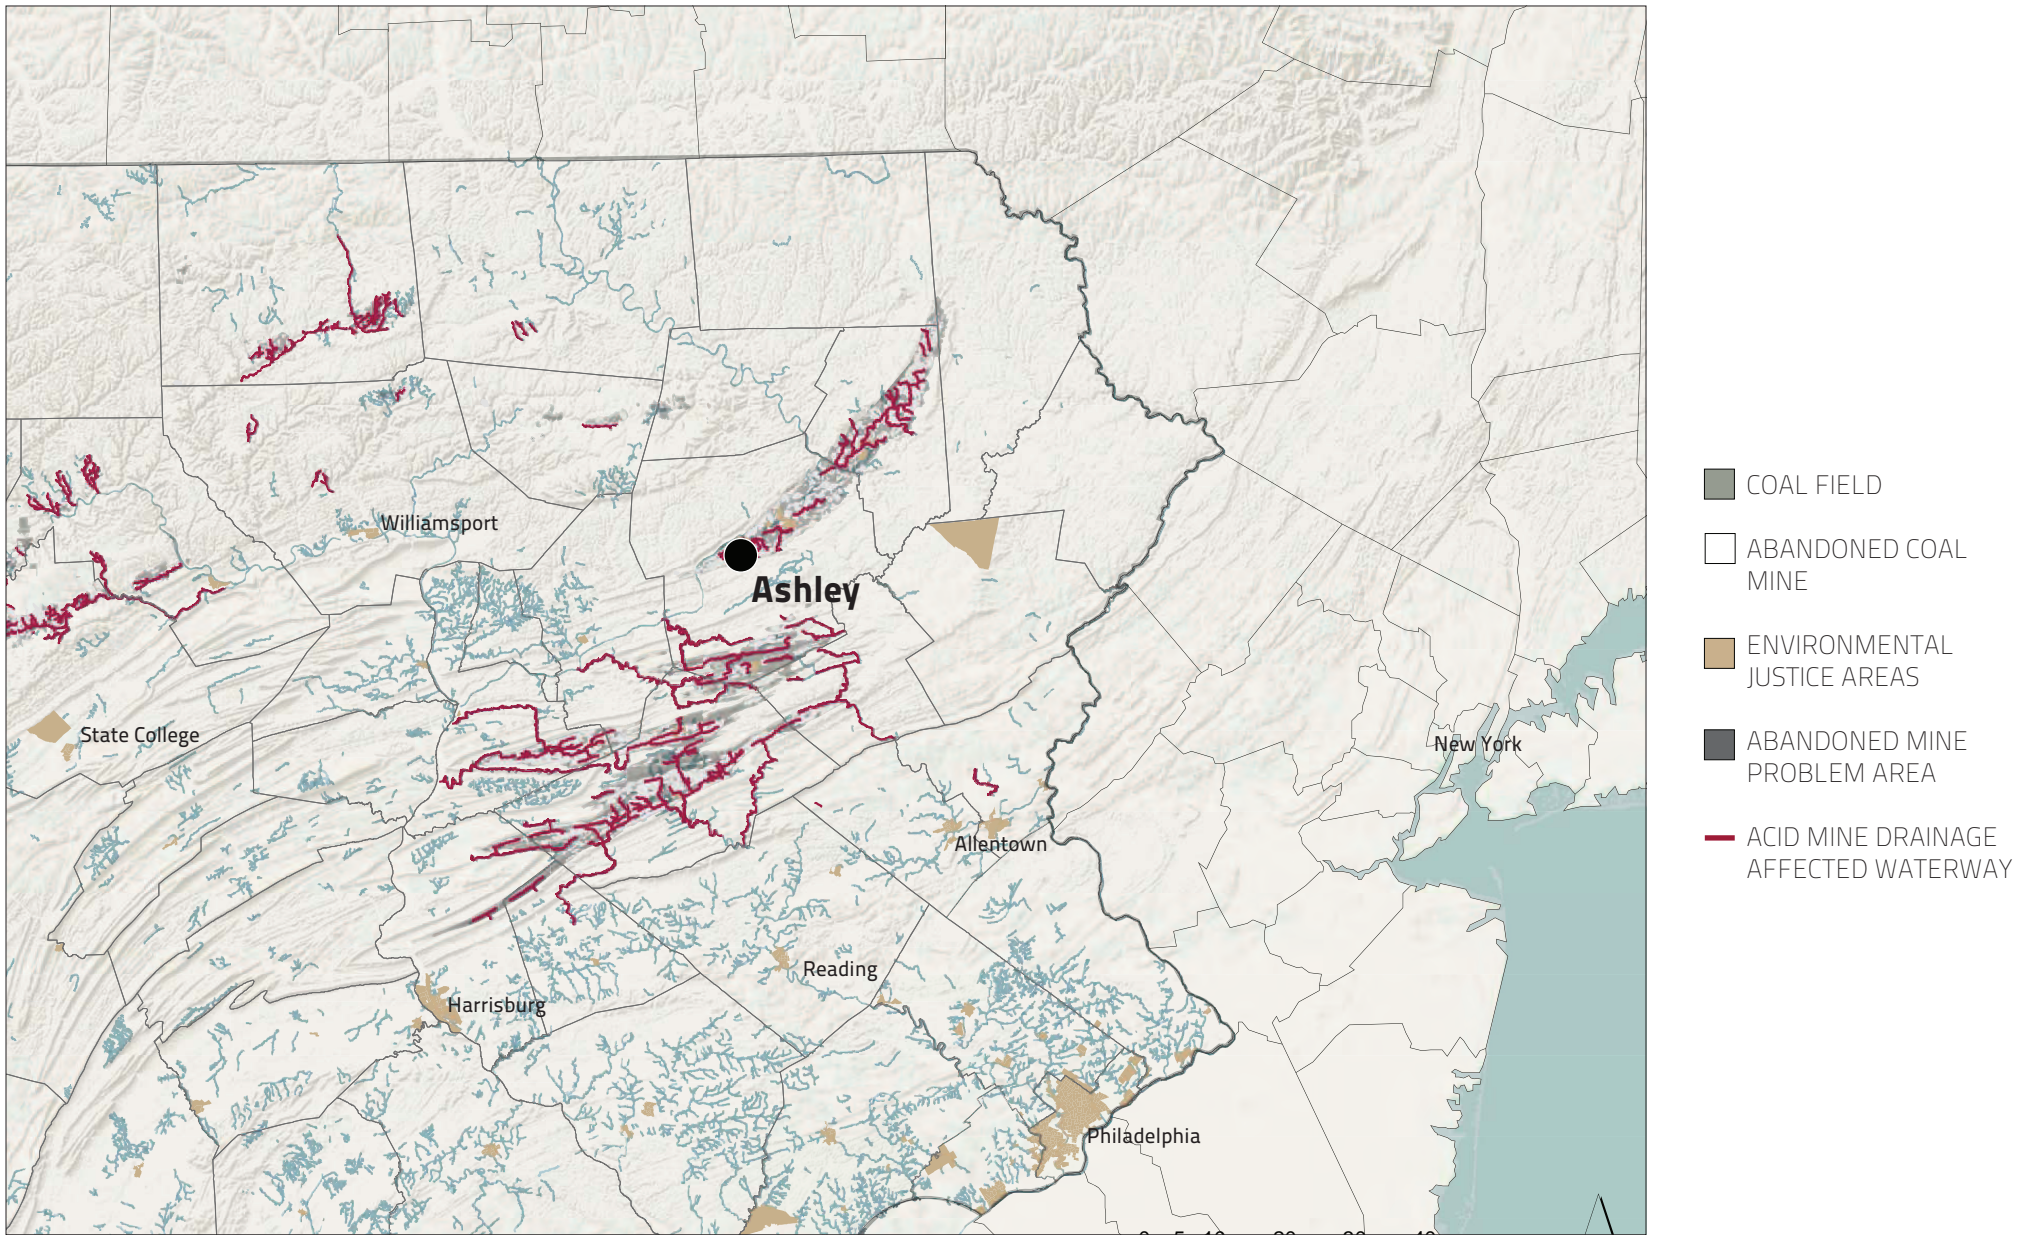 Williamsport
Ashley
State College
New York
Allentown
Reading
Harrisburg
Philadelphia
COAL FIELD
ABANDONED COAL
MINE
ENVIRONMENTAL
JUSTICE AREAS
ABANDONED MINE
PROBLEM AREA
ACID MINE DRAINAGE
AFFECTED WATERWAY